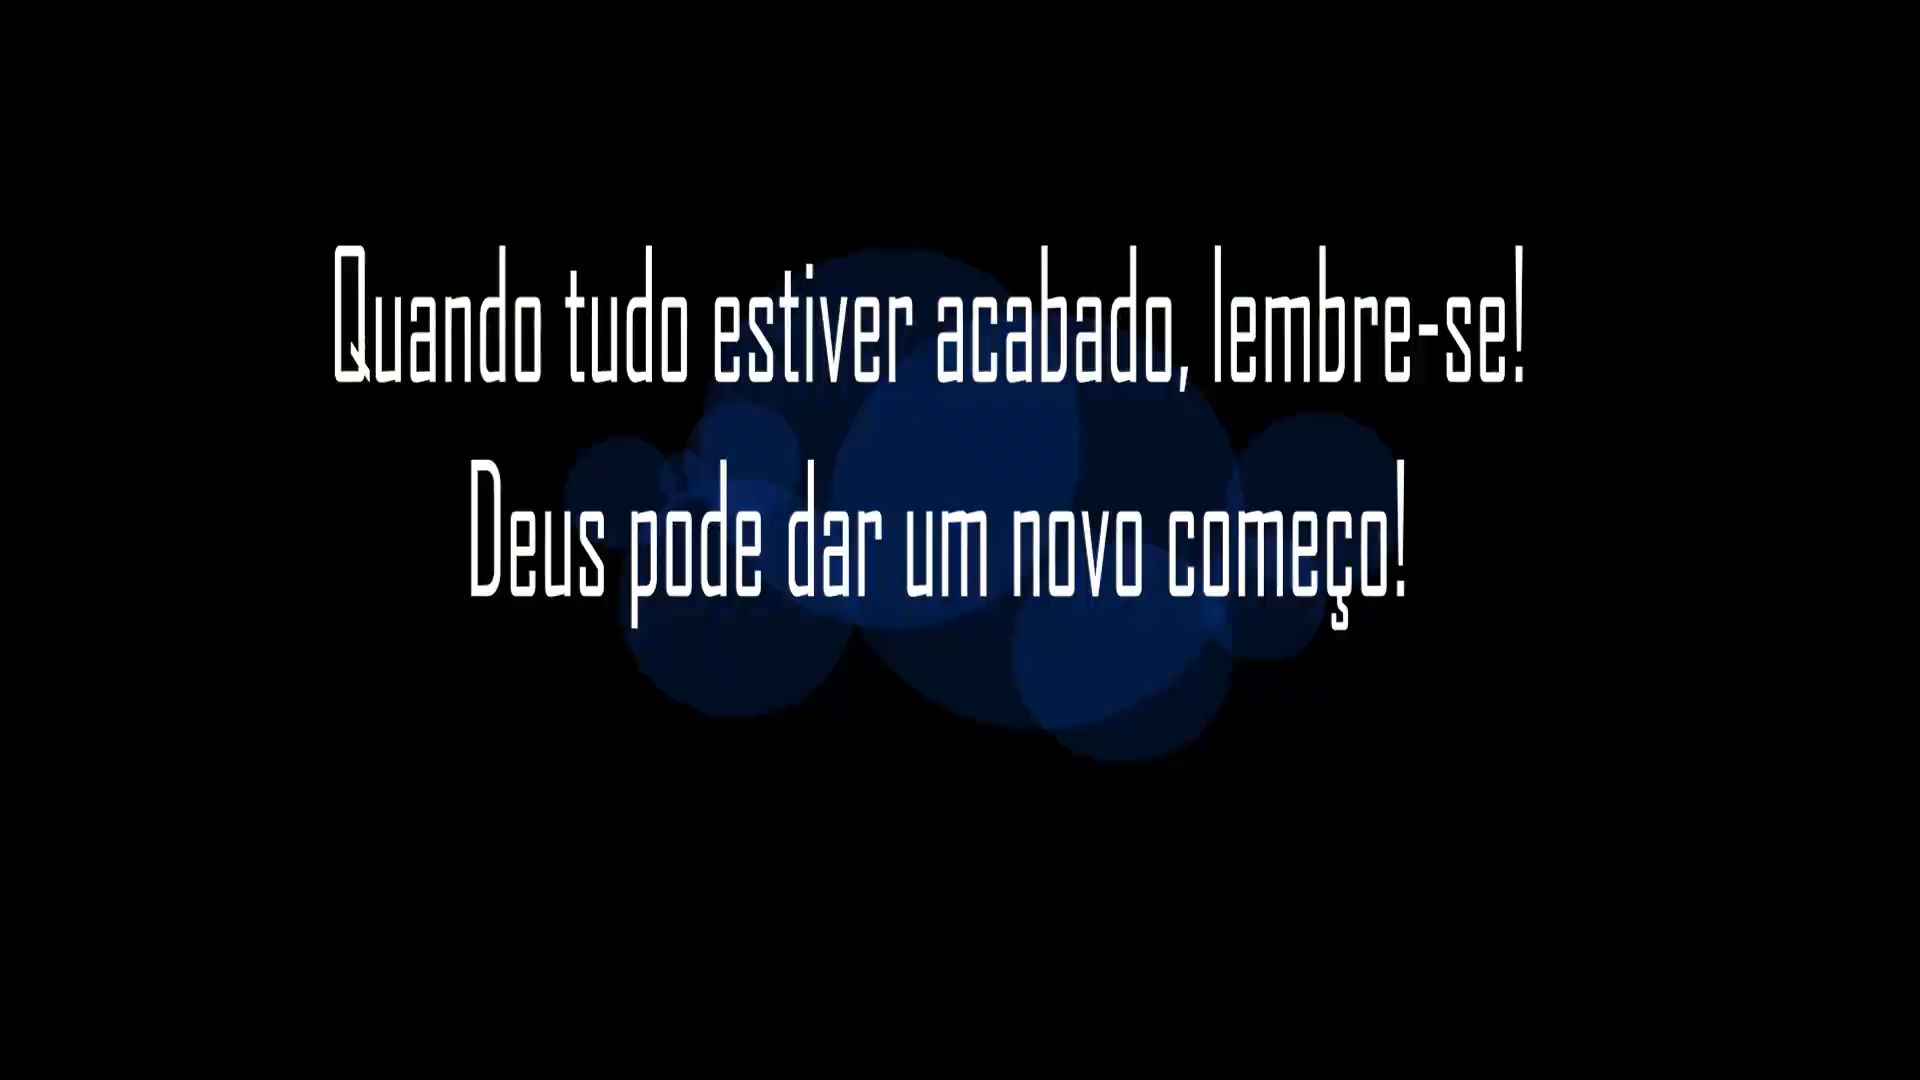 Quando tudo estiver acabado, lembre-se!
Deus pode dar um novo começo!